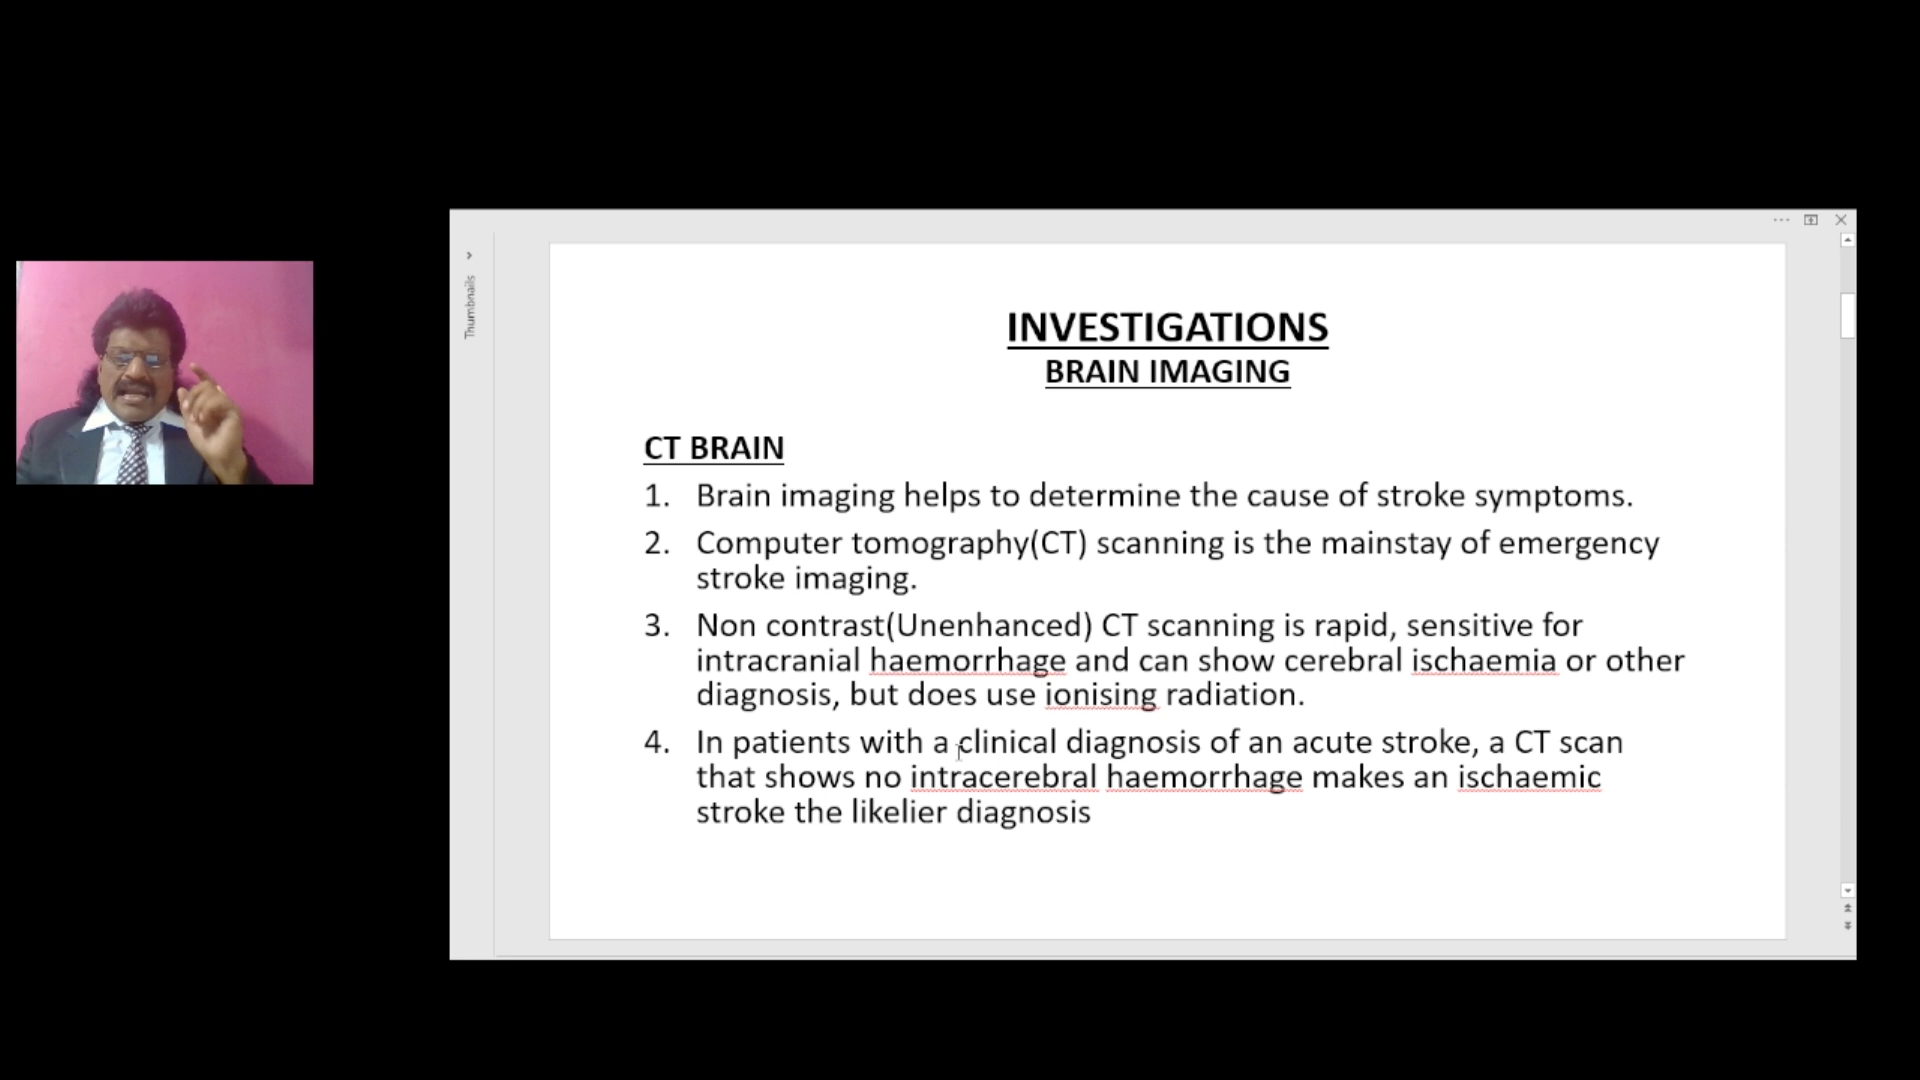 Thumbnails
INVESTIGATIONS
BRAIN IMAGING
CT BRAIN
1. Brain imaging helps to determine the cause of stroke symptoms.
2. Computer tomography(CT) scanning is the mainstay of emergency
stroke imaging.
3. Non contrast(Unenhanced) CT scanning is rapid, sensitive for
intracranial haemorrhage and can show cerebral ischaemia or other
diagnosis, but does use ionising radiation.
4. In patients with a clinical diagnosis of an acute stroke, a CT scan
that shows no intracerebral haemorrhage makes an ischaemic
stroke the likelier diagnosis